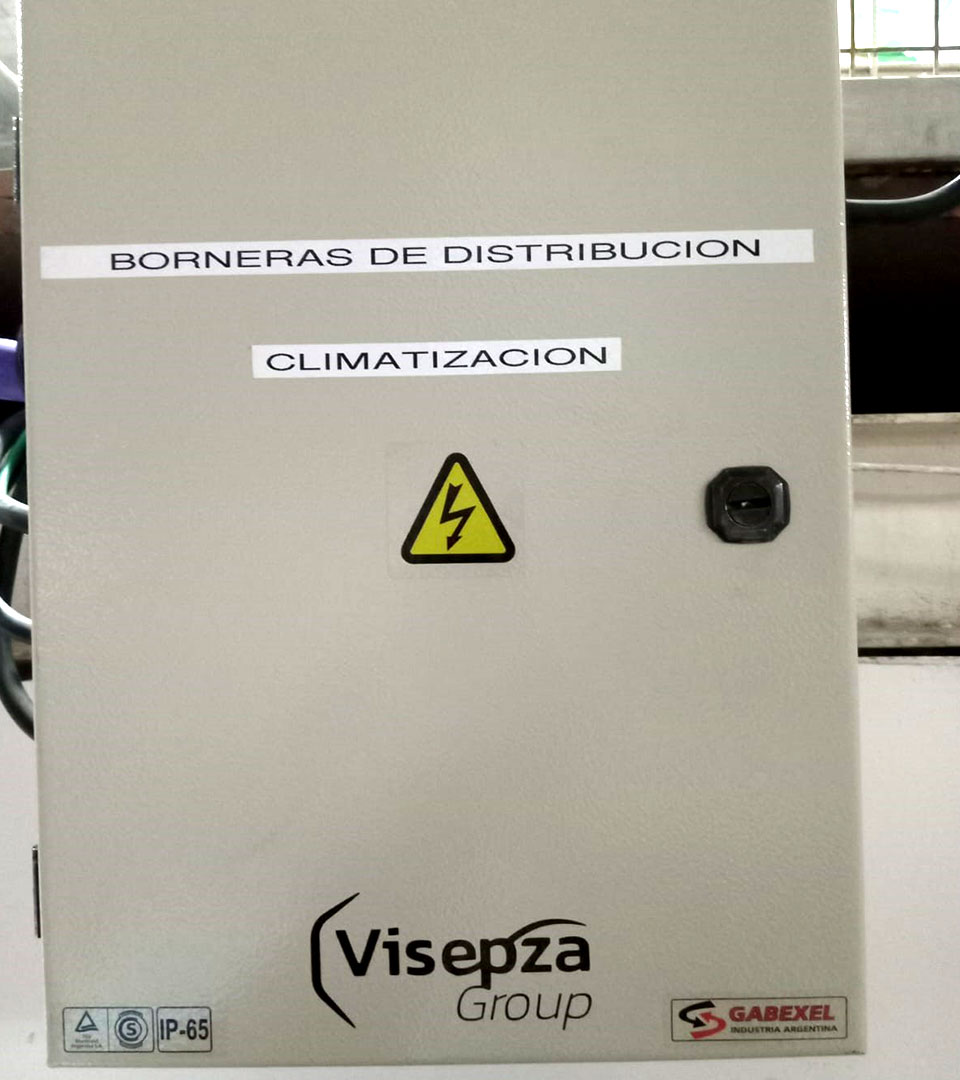 BORNERAS DE DISTRIBUCION
CLIMATIZACION
Visepza
Group
IP-65
GABEXEL
INDUSTRIA ARGENTINA